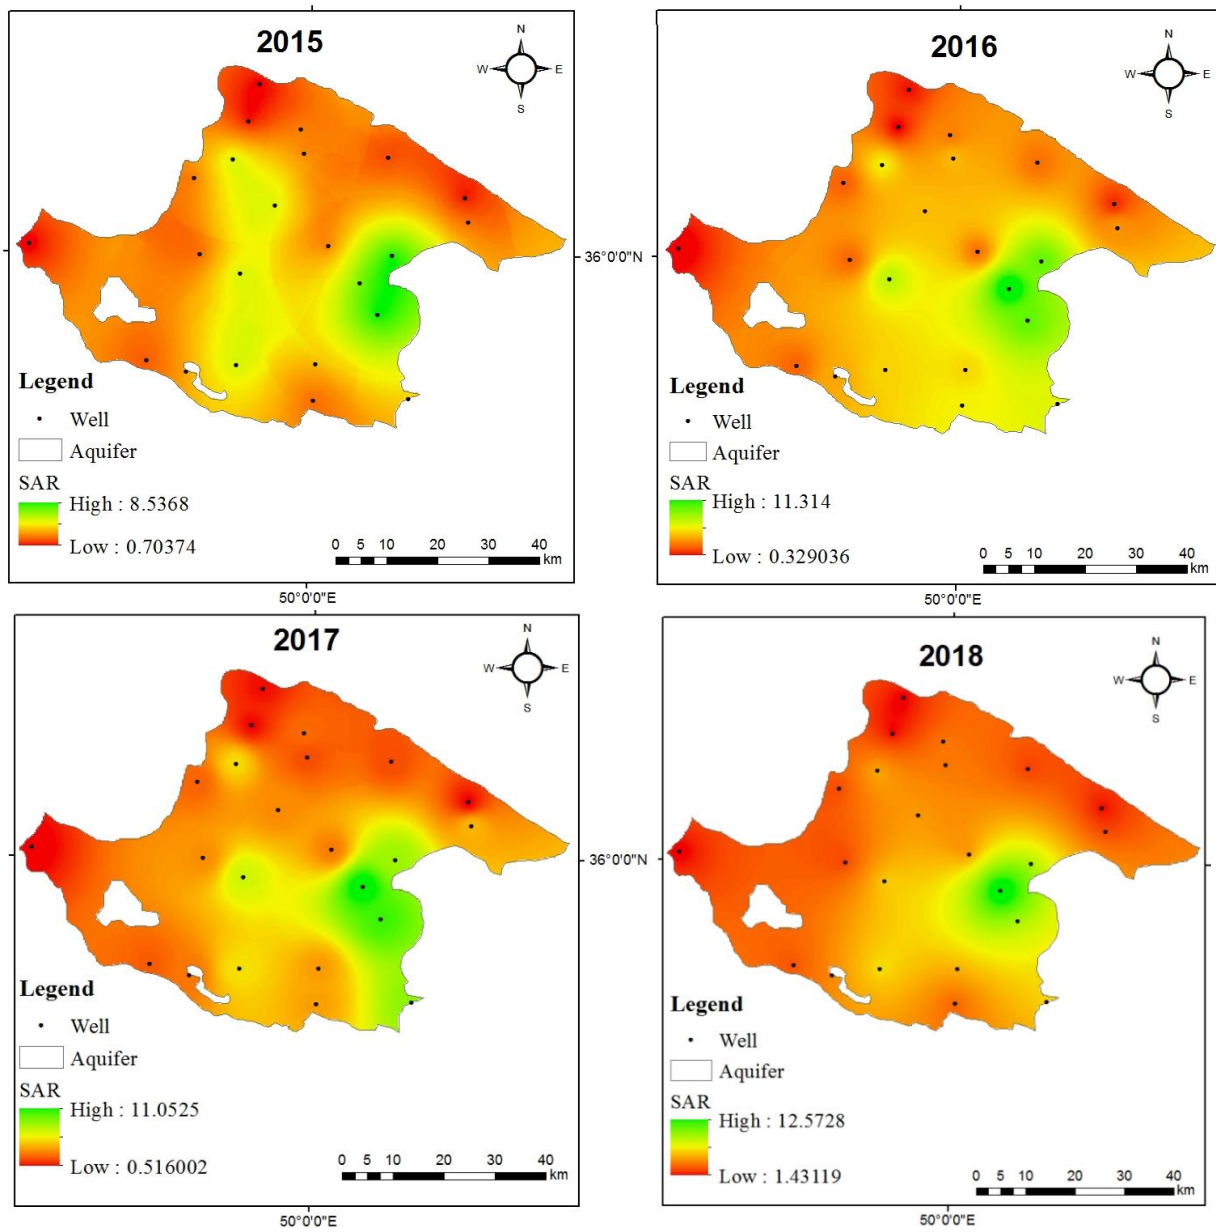 2015
N
W E
S
36°0'0"N
Legend
Well
Aquifer
SAR
High : 8.5368
Low : 0.70374
0 5 10 20 30 40
km
50°0'0"E
2016
N
W E
S
Legend
Well
Aquifer
SAR
High : 11.314
Low : 0.329036
0 5 10 20 30 40
km
50°0'0"E
2017
N
W E
S
36°0'0"N
Legend
Well
Aquifer
SAR
High : 11.0525
Low : 0.516002
0 5 10 20 30 40
km
50°0'0"E
2018
N
W E
S
Legend
Well
Aquifer
SAR
High : 12.5728
Low : 1.43119
0 5 10 20 30 40
km
50°0'0"E